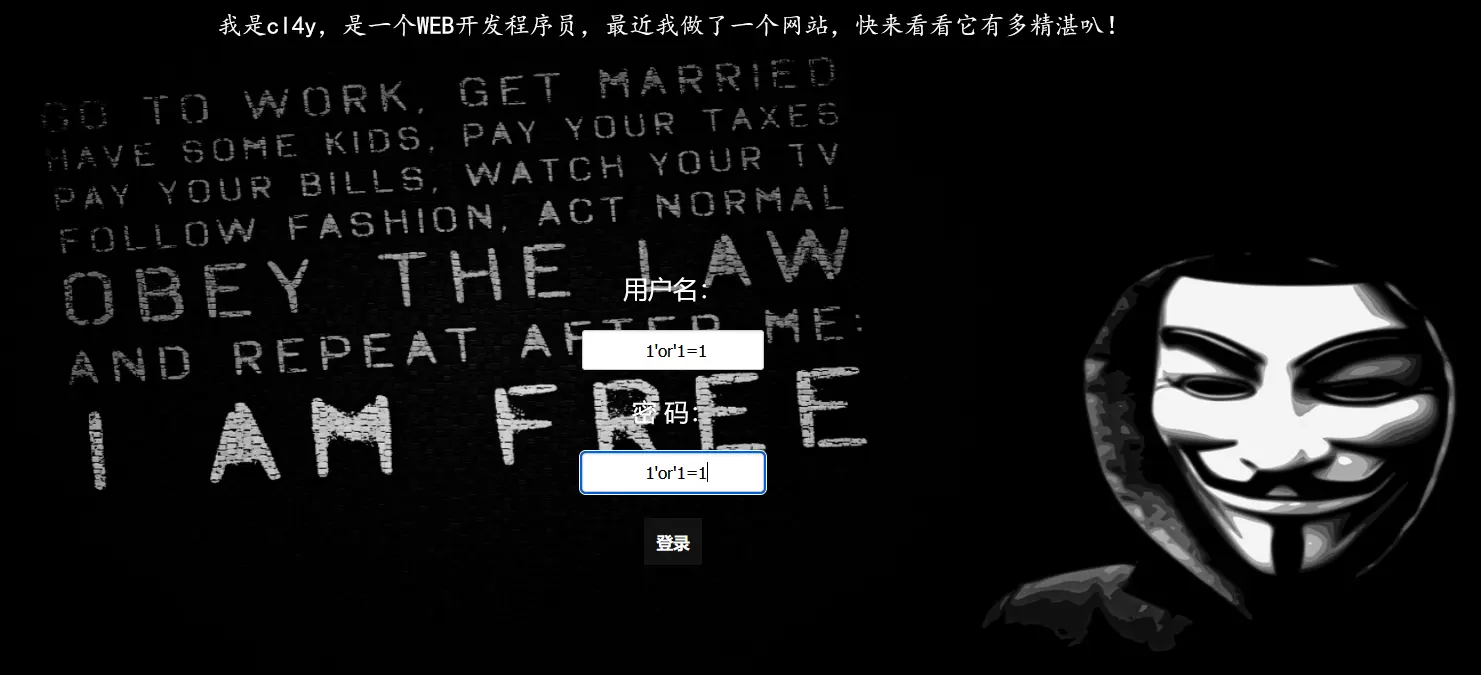 我是cl4y，是一个WEB开发程序员，最近我做了一个网站，快来看看它有多精湛叭！
GO TO WORK, GET MARRIED
HAVE SOME KIDS, PAY YOUR TAXES
PAY YOUR BILLS, WATCH YOUR TV
FOLLOW FASHION, ACT NORMAL
OBEY THE LAW
AND REPEAT AFTER ME:
I AM FREE
用户名：
1'or'1=1
密 码：
1'or'1=1
登录